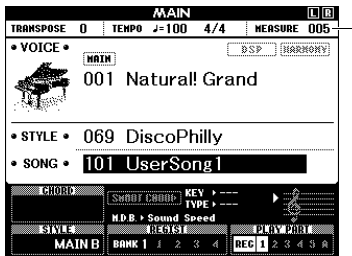 MAIN L R
TRANSPOSE 0 TEMPO ♩=100 4/4 MEASURE 005
VOICE
DSP HARMONY
MAIN
001 Natural! Grand
STYLE 069 DiscoPhilly
SONG 101 UserSong1
CHORD SMART CHORD KEY ---
TYPE ---
M.D.B. Sound Speed
STYLE REGIST PLAY PART
MAIN B BANK 1 1 2 3 4 REC 1 2 3 4 5 A